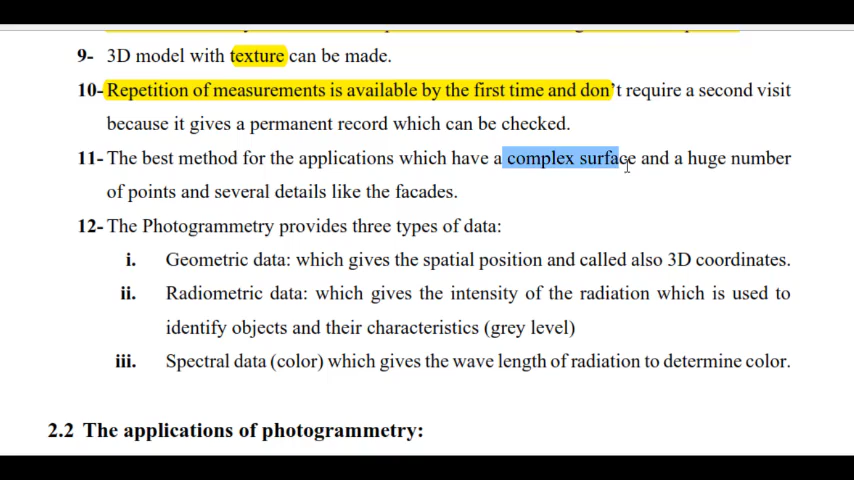 9- 3D model with texture can be made.
10- Repetition of measurements is available by the first time and don't require a second visit
because it gives a permanent record which can be checked.
11- The best method for the applications which have a complex surface and a huge number
of points and several details like the facades.
12- The Photogrammetry provides three types of data:
i. Geometric data: which gives the spatial position and called also 3D coordinates.
ii. Radiometric data: which gives the intensity of the radiation which is used to
identify objects and their characteristics (grey level)
iii. Spectral data (color) which gives the wave length of radiation to determine color.
2.2 The applications of photogrammetry: